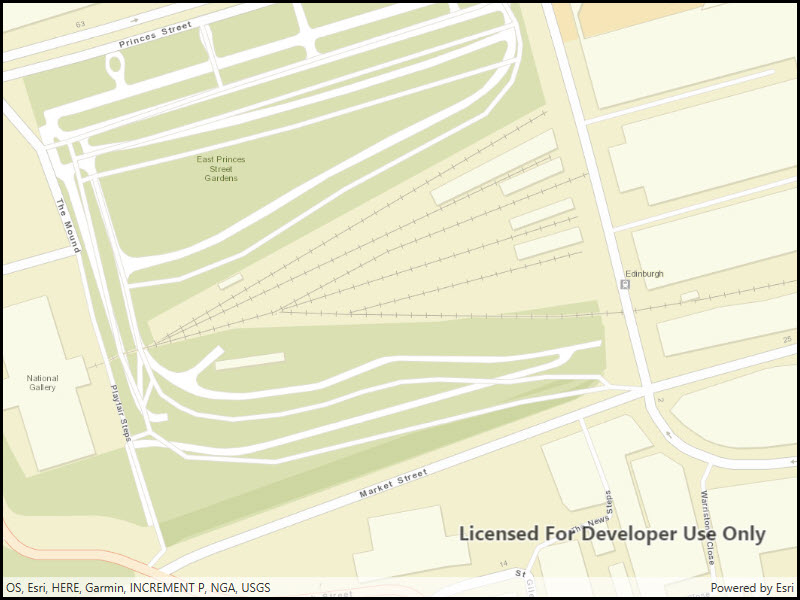 63
Princes Street
East Princes
Street
Gardens
The Mound
Edinburgh
25
National
Gallery
Playfair Steps
2
Market Street
Steps
The News
Warriston
Close
Licensed For Developer Use Only
14
St
Street
OS, Esri, HERE, Garmin, INCREMENT P, NGA, USGS
Powered by Esri